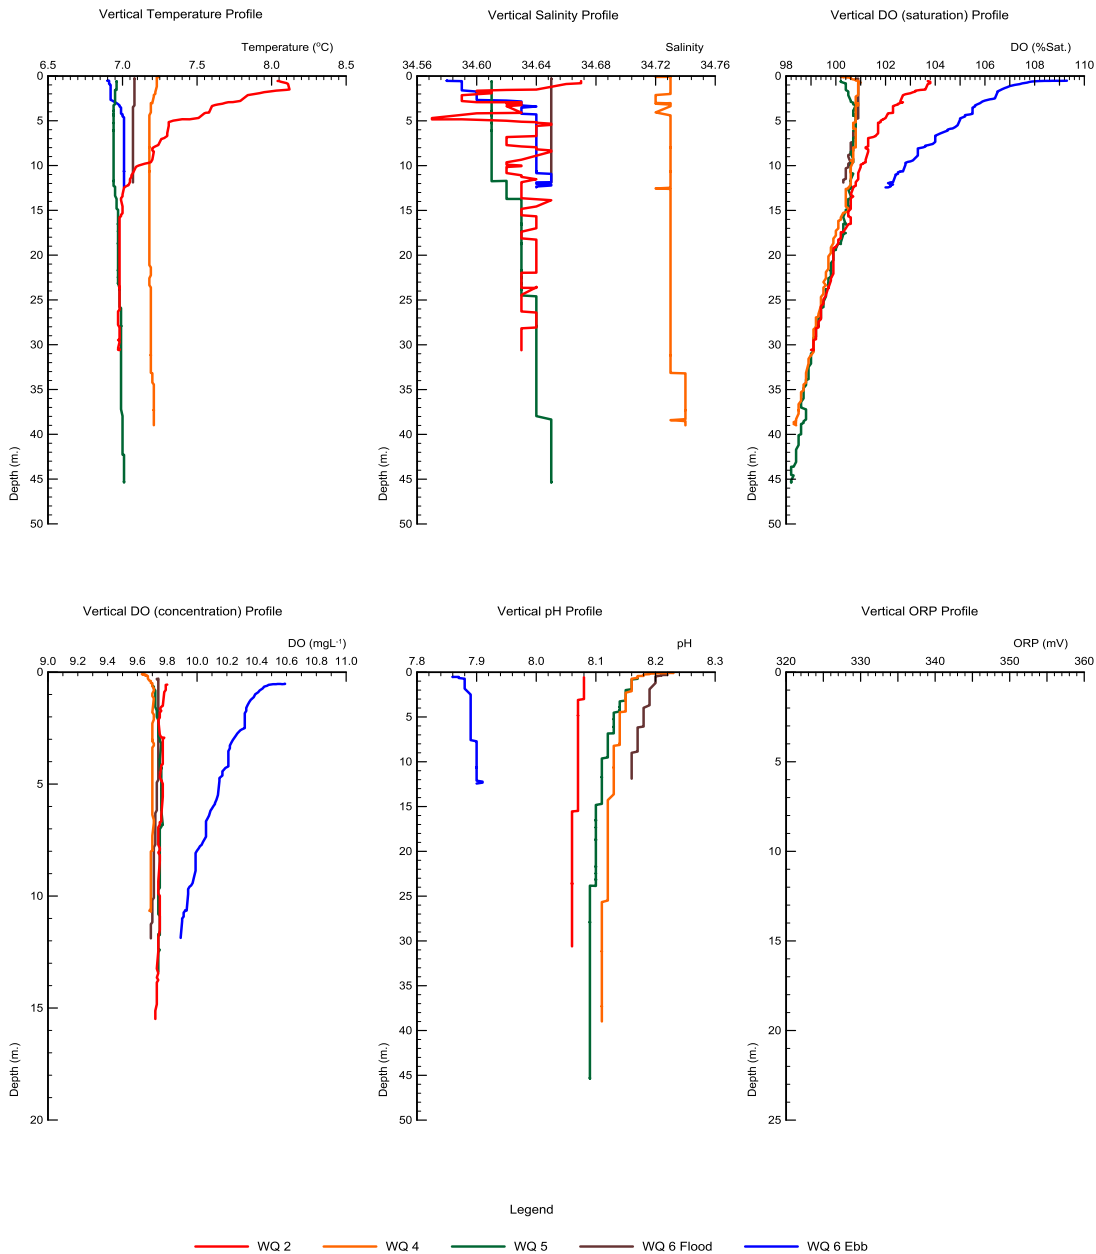 Vertical Temperature Profile
Vertical Salinity Profile
Vertical DO (saturation) Profile
Temperature (°C)
Salinity
DO (%Sat.)
6.5 7.0 7.5 8.0 8.5
34.56 34.60 34.64 34.68 34.72 34.76
98 100 102 104 106 108 110
0
5
10
15
20
25
30
35
40
45
50
Depth (m.)
0
5
10
15
20
25
30
35
40
45
50
Depth (m.)
0
5
10
15
20
25
30
35
40
45
50
Depth (m.)
Vertical DO (concentration) Profile
Vertical pH Profile
Vertical ORP Profile
DO (mgL⁻¹)
pH
ORP (mV)
9.0 9.2 9.4 9.6 9.8 10.0 10.2 10.4 10.6 10.8 11.0
7.8 7.9 8.0 8.1 8.2 8.3
320 330 340 350 360
0
5
10
15
20
Depth (m.)
0
5
10
15
20
25
30
35
40
45
50
Depth (m.)
0
5
10
15
20
25
Depth (m.)
Legend
WQ 2 WQ 4 WQ 5 WQ 6 Flood WQ 6 Ebb